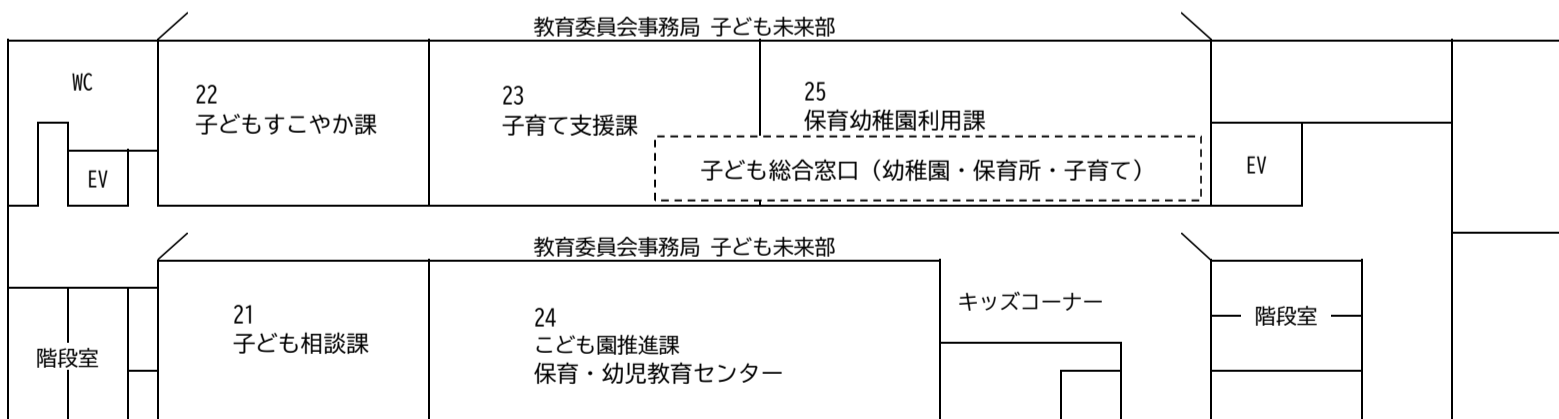 教育委員会事務局 子ども未来部
WC
22
子どもすこやか課
23
子育て支援課
25
保育幼稚園利用課
子ども総合窓口（幼稚園・保育所・子育て）
EV
EV
教育委員会事務局 子ども未来部
階段室
21
子ども相談課
24
こども園推進課
保育・幼児教育センター
キッズコーナー
階段室